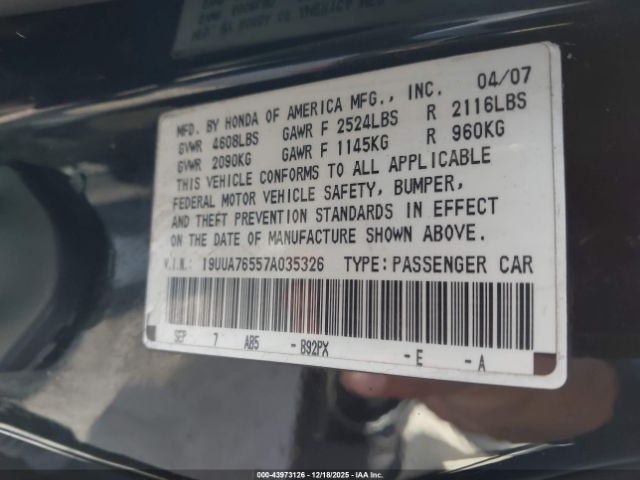 MFD. BY HONDA OF AMERICA MFG., INC. 04/07
GVWR 4608LBS GAWR F 2524LBS R 2116LBS
GVWR 2090KG GAWR F 1145KG R 960KG
THIS VEHICLE CONFORMS TO ALL APPLICABLE
FEDERAL MOTOR VEHICLE SAFETY, BUMPER,
AND THEFT PREVENTION STANDARDS IN EFFECT
ON THE DATE OF MANUFACTURE SHOWN ABOVE.
V.I.N.: 19UUA76557A035326 TYPE: PASSENGER CAR
SEP 7 AB5 - B92PX - E - A
00-43973126 | 12/18/2025 | IAA Inc.